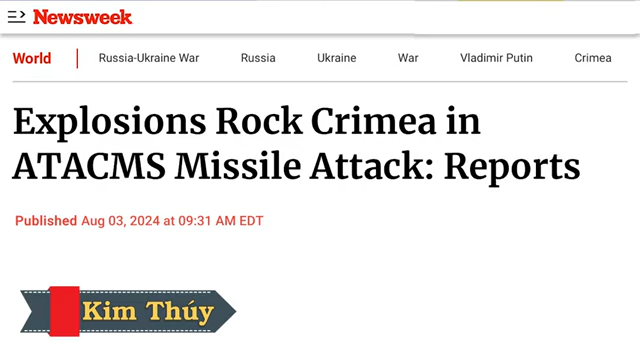 Newsweek
World Russia-Ukraine War Russia Ukraine War Vladimir Putin Crimea
Explosions Rock Crimea in
ATACMS Missile Attack: Reports
Published Aug 03, 2024 at 09:31 AM EDT
Kim Thúy